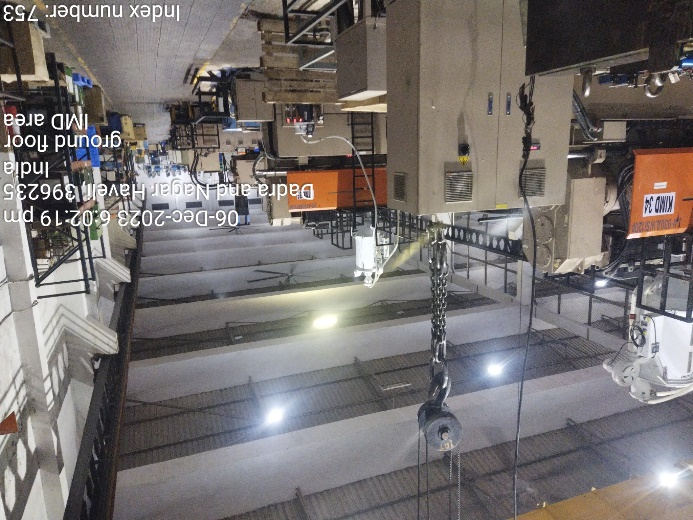 06-Dec-2023 6:02:19 pm
Dadra and Nagar Haveli, 396235
India
ground floor
IMD area
Index number: 753
KIMD 34